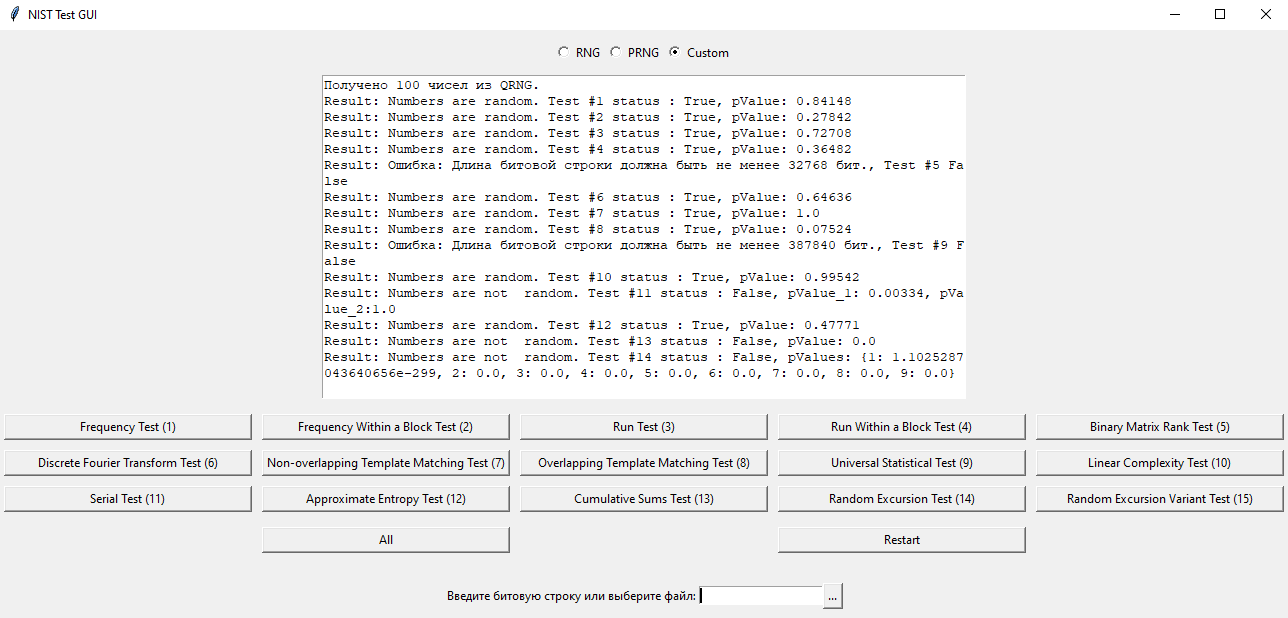 NIST Test GUI
RNG PRNG Custom
Получено 100 чисел из QRNG.
Result: Numbers are random. Test #1 status : True, pValue: 0.84148
Result: Numbers are random. Test #2 status : True, pValue: 0.27842
Result: Numbers are random. Test #3 status : True, pValue: 0.72708
Result: Numbers are random. Test #4 status : True, pValue: 0.36482
Result: Ошибка: Длина битовой строки должна быть не менее 32768 бит., Test #5 Fa
lse
Result: Numbers are random. Test #6 status : True, pValue: 0.64636
Result: Numbers are random. Test #7 status : True, pValue: 1.0
Result: Numbers are random. Test #8 status : True, pValue: 0.07524
Result: Ошибка: Длина битовой строки должна быть не менее 387840 бит., Test #9 F
alse
Result: Numbers are random. Test #10 status : True, pValue: 0.99542
Result: Numbers are not  random. Test #11 status : False, pValue_1: 0.00334, pVa
lue_2:1.0
Result: Numbers are random. Test #12 status : True, pValue: 0.47771
Result: Numbers are not  random. Test #13 status : False, pValue: 0.0
Result: Numbers are not  random. Test #14 status : False, pValues: {1: 1.1025287
043640656e-299, 2: 0.0, 3: 0.0, 4: 0.0, 5: 0.0, 6: 0.0, 7: 0.0, 8: 0.0, 9: 0.0}
Frequency Test (1) Frequency Within a Block Test (2) Run Test (3) Run Within a Block Test (4) Binary Matrix Rank Test (5)
Discrete Fourier Transform Test (6) Non-overlapping Template Matching Test (7) Overlapping Template Matching Test (8) Universal Statistical Test (9) Linear Complexity Test (10)
Serial Test (11) Approximate Entropy Test (12) Cumulative Sums Test (13) Random Excursion Test (14) Random Excursion Variant Test (15)
All Restart
Введите битовую строку или выберите файл: ...